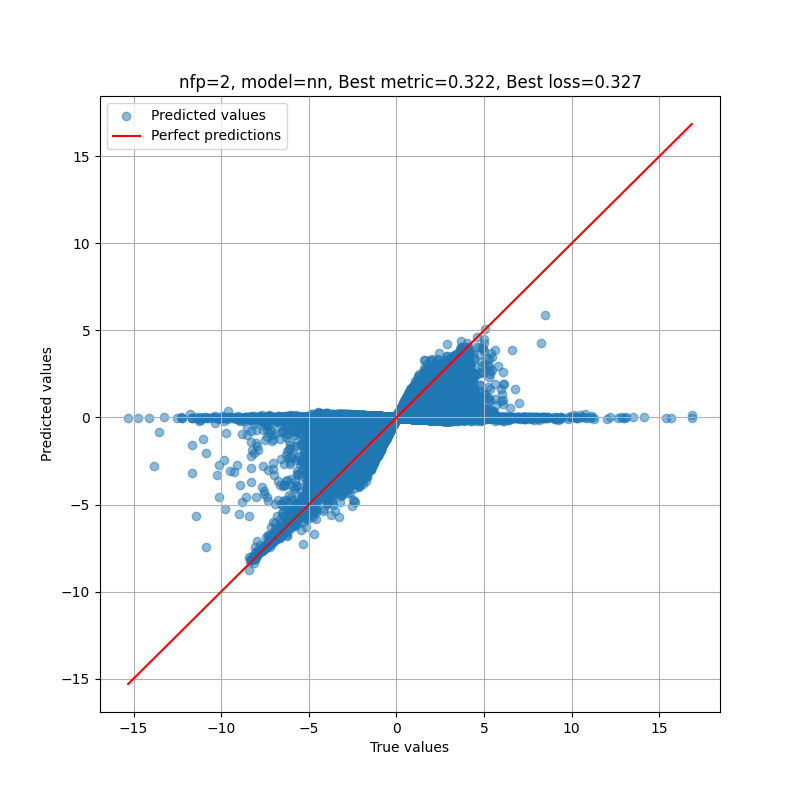 nfp=2, model=nn, Best metric=0.322, Best loss=0.327
Predicted values
Perfect predictions
15
10
5
0
−5
−10
−15
Predicted values
−15
−10
−5
0
5
10
15
True values